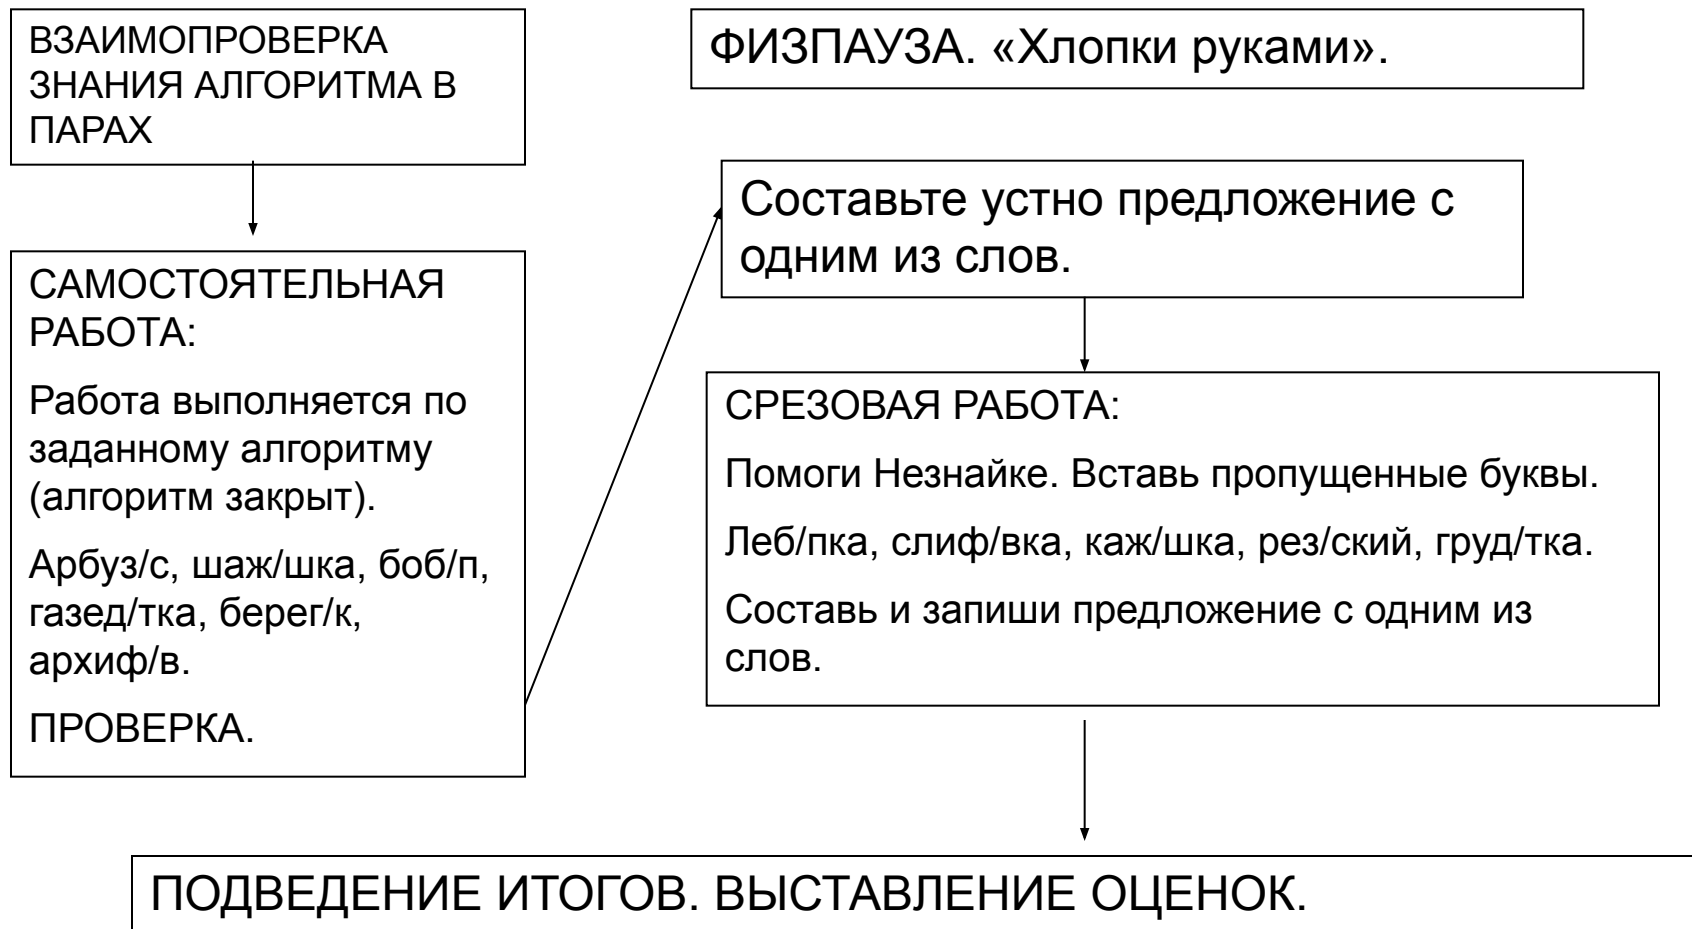 ВЗАИМОПРОВЕРКА
ЗНАНИЯ АЛГОРИТМА В
ПАРАХ
САМОСТОЯТЕЛЬНАЯ
РАБОТА:
Работа выполняется по
заданному алгоритму
(алгоритм закрыт).
Арбуз/с, шаж/шка, боб/п,
газед/тка, берег/к,
архиф/в.
ПРОВЕРКА.
ФИЗПАУЗА. «Хлопки руками».
Составьте устно предложение с
одним из слов.
СРЕЗОВАЯ РАБОТА:
Помоги Незнайке. Вставь пропущенные буквы.
Леб/пка, слиф/вка, каж/шка, рез/ский, груд/тка.
Составь и запиши предложение с одним из
слов.
ПОДВЕДЕНИЕ ИТОГОВ. ВЫСТАВЛЕНИЕ ОЦЕНОК.